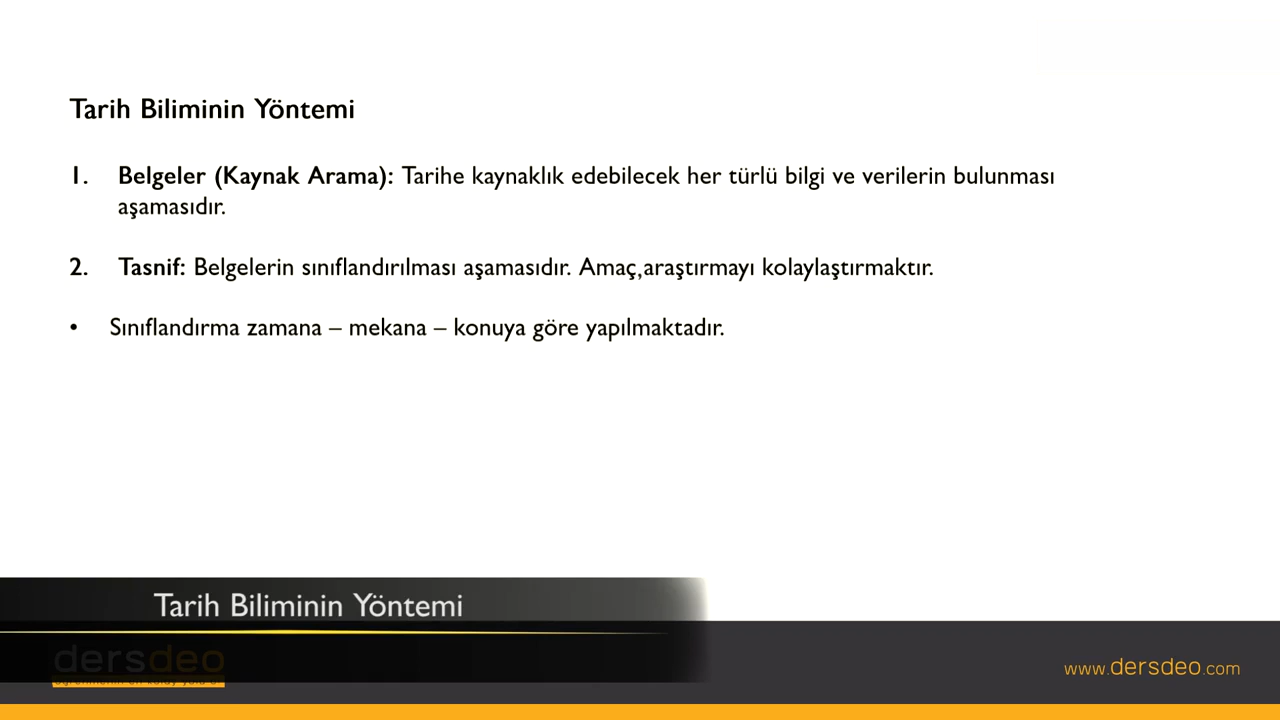 Tarih Biliminin Yöntemi
1. Belgeler (Kaynak Arama): Tarihe kaynaklık edebilecek her türlü bilgi ve verilerin bulunması
aşamasıdır.
2. Tasnif: Belgelerin sınıflandırılması aşamasıdır. Amaç,araştırmayı kolaylaştırmaktır.
• Sınıflandırma zamana – mekana – konuya göre yapılmaktadır.
Tarih Biliminin Yöntemi
dersdeo
www.dersdeo.com